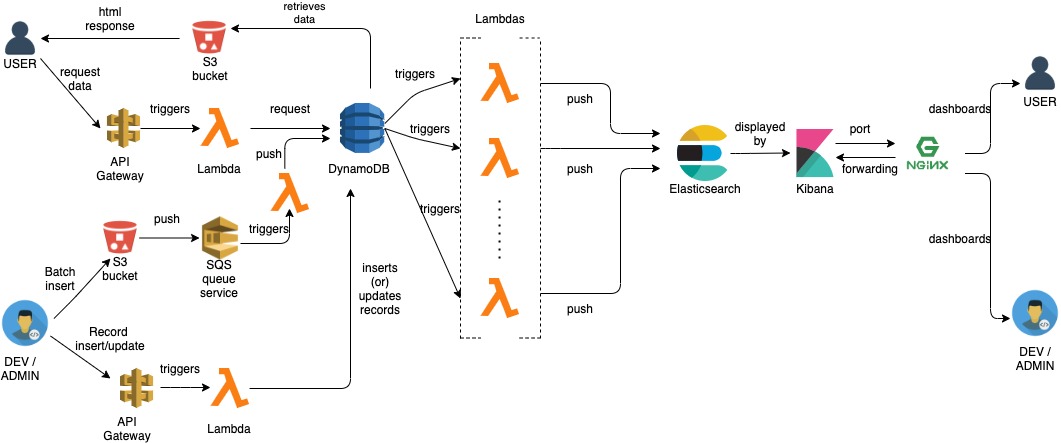 html
response
retrieves
data
Lambdas
USER
S3
bucket
request
data
triggers
request
triggers
API
Gateway
Lambda
push
DynamoDB
triggers
triggers
push
push
push
Elasticsearch
displayed
by
Kibana
port
forwarding
NGINX
dashboards
USER
dashboards
S3
bucket
push
SQS
queue
service
triggers
Batch
insert
inserts
(or)
updates
records
DEV /
ADMIN
Record
insert/update
API
Gateway
triggers
Lambda
DEV /
ADMIN